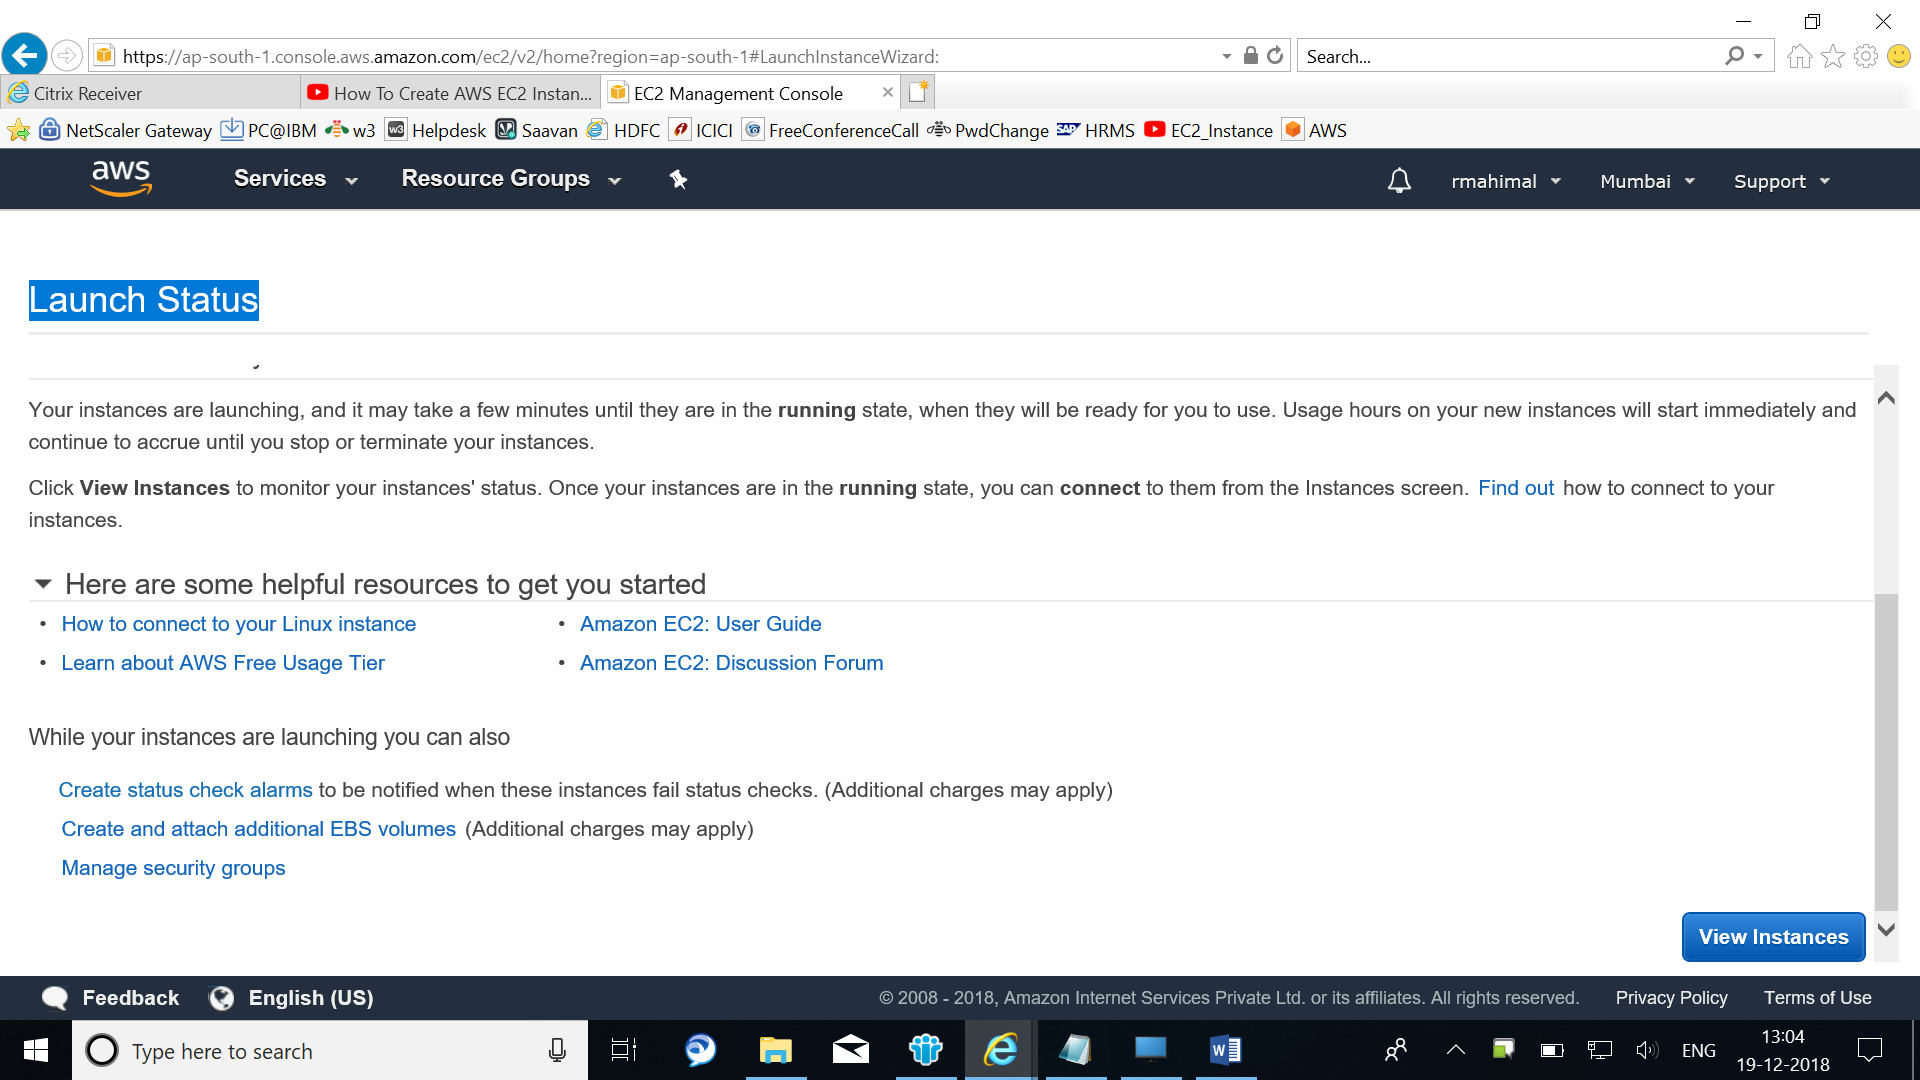 https://ap-south-1.console.aws.amazon.com/ec2/v2/home?region=ap-south-1#LaunchInstanceWizard:
Search...
Citrix Receiver
How To Create AWS EC2 Instan...
EC2 Management Console
NetScaler Gateway PC@IBM w3 w3 Helpdesk Saavan HDFC ICICI FreeConferenceCall PwdChange SAP HRMS EC2_Instance AWS
aws Services Resource Groups rmahimal Mumbai Support
Launch Status
Your instances are launching, and it may take a few minutes until they are in the running state, when they will be ready for you to use. Usage hours on your new instances will start immediately and
continue to accrue until you stop or terminate your instances.
Click View Instances to monitor your instances' status. Once your instances are in the running state, you can connect to them from the Instances screen. Find out how to connect to your
instances.
Here are some helpful resources to get you started
• How to connect to your Linux instance
• Amazon EC2: User Guide
• Learn about AWS Free Usage Tier
• Amazon EC2: Discussion Forum
While your instances are launching you can also
Create status check alarms to be notified when these instances fail status checks. (Additional charges may apply)
Create and attach additional EBS volumes (Additional charges may apply)
Manage security groups
View Instances
Feedback English (US) © 2008 - 2018, Amazon Internet Services Private Ltd. or its affiliates. All rights reserved. Privacy Policy Terms of Use
Type here to search
ENG
13:04
19-12-2018